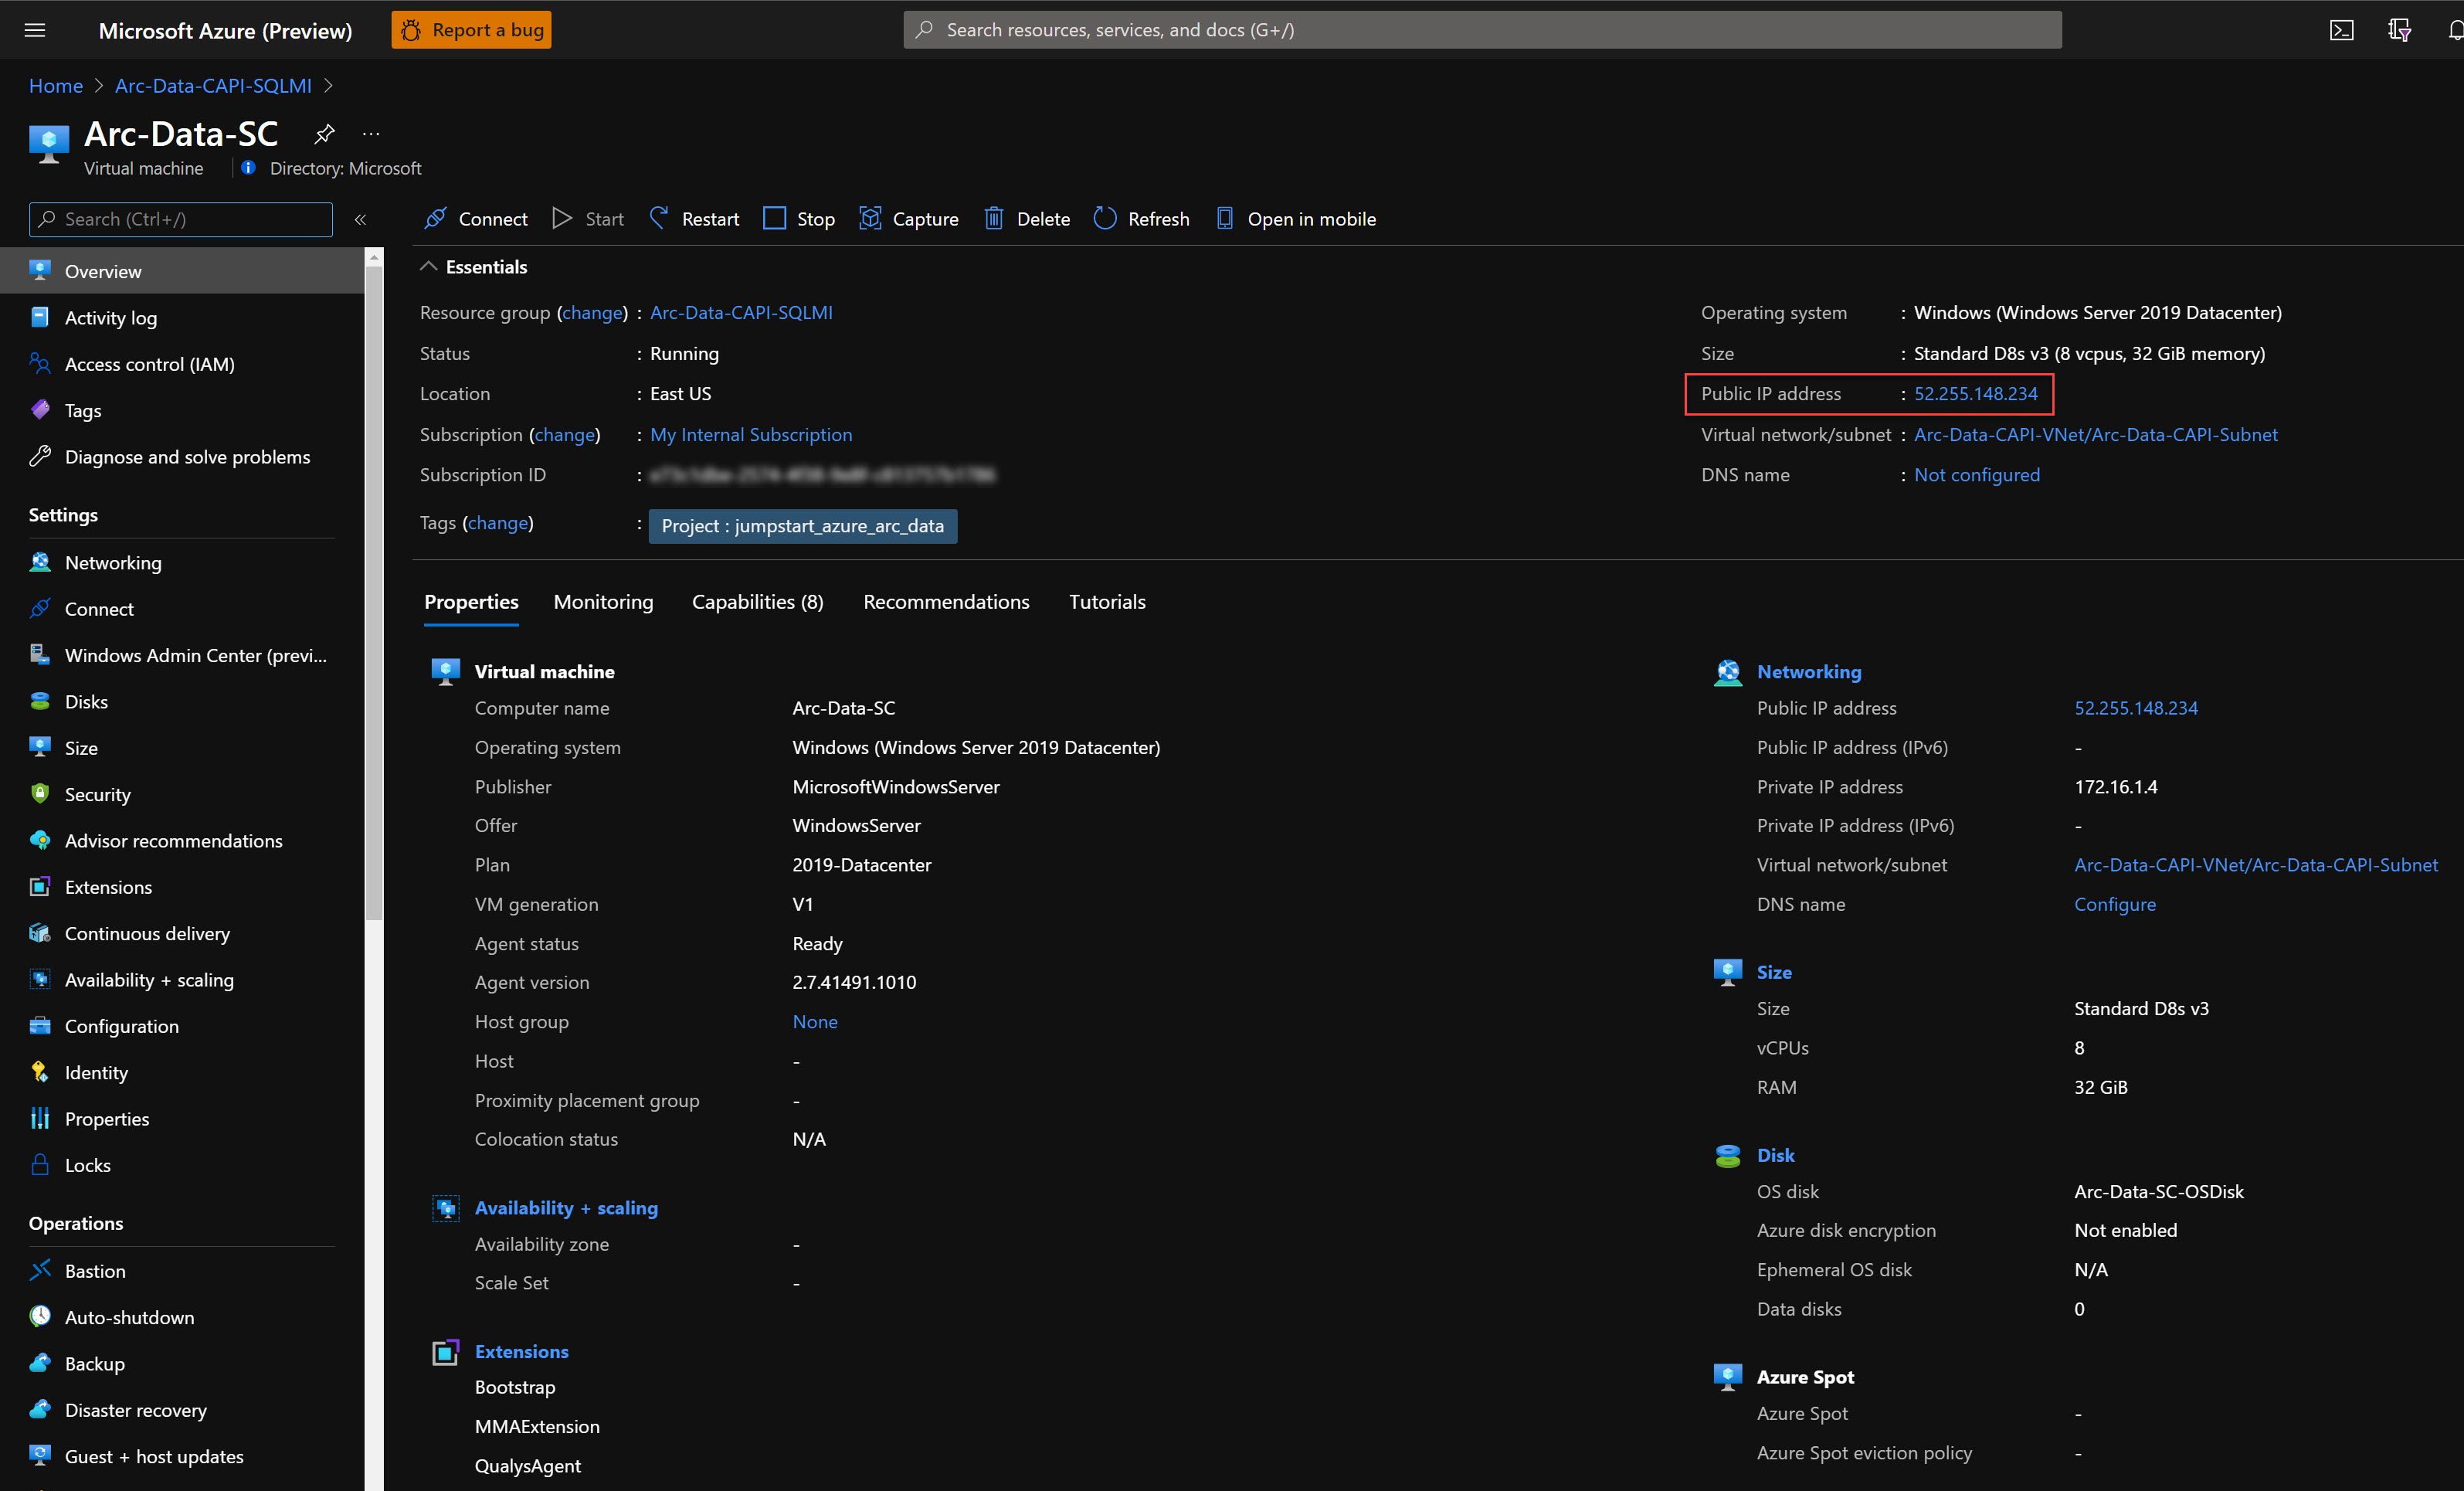 Microsoft Azure (Preview)
Report a bug
Search resources, services, and docs (G+/)
Home > Arc-Data-CAPI-SQLMI >
Arc-Data-SC
...
Virtual machine
Directory: Microsoft
Search (Ctrl+/)
«
Connect
Start
Restart
Stop
Capture
Delete
Refresh
Open in mobile
Overview
Activity log
Access control (IAM)
Tags
Diagnose and solve problems
Settings
Networking
Connect
Windows Admin Center (previ...
Disks
Size
Security
Advisor recommendations
Extensions
Continuous delivery
Availability + scaling
Configuration
Identity
Properties
Locks
Operations
Bastion
Auto-shutdown
Backup
Disaster recovery
Guest + host updates
Essentials
Resource group (change) : Arc-Data-CAPI-SQLMI
Status : Running
Location : East US
Subscription (change) : My Internal Subscription
Subscription ID :
Tags (change) : Project : jumpstart_azure_arc_data
Operating system : Windows (Windows Server 2019 Datacenter)
Size : Standard D8s v3 (8 vcpus, 32 GiB memory)
Public IP address : 52.255.148.234
Virtual network/subnet : Arc-Data-CAPI-VNet/Arc-Data-CAPI-Subnet
DNS name : Not configured
Properties
Monitoring
Capabilities (8)
Recommendations
Tutorials
Virtual machine
Computer name Arc-Data-SC
Operating system Windows (Windows Server 2019 Datacenter)
Publisher MicrosoftWindowsServer
Offer WindowsServer
Plan 2019-Datacenter
VM generation V1
Agent status Ready
Agent version 2.7.41491.1010
Host group None
Host -
Proximity placement group -
Colocation status N/A
Availability + scaling
Availability zone -
Scale Set -
Extensions
Bootstrap
MMAExtension
QualysAgent
Networking
Public IP address 52.255.148.234
Public IP address (IPv6) -
Private IP address 172.16.1.4
Private IP address (IPv6) -
Virtual network/subnet Arc-Data-CAPI-VNet/Arc-Data-CAPI-Subnet
DNS name Configure
Size
Size Standard D8s v3
vCPUs 8
RAM 32 GiB
Disk
OS disk Arc-Data-SC-OSDisk
Azure disk encryption Not enabled
Ephemeral OS disk N/A
Data disks 0
Azure Spot
Azure Spot -
Azure Spot eviction policy -